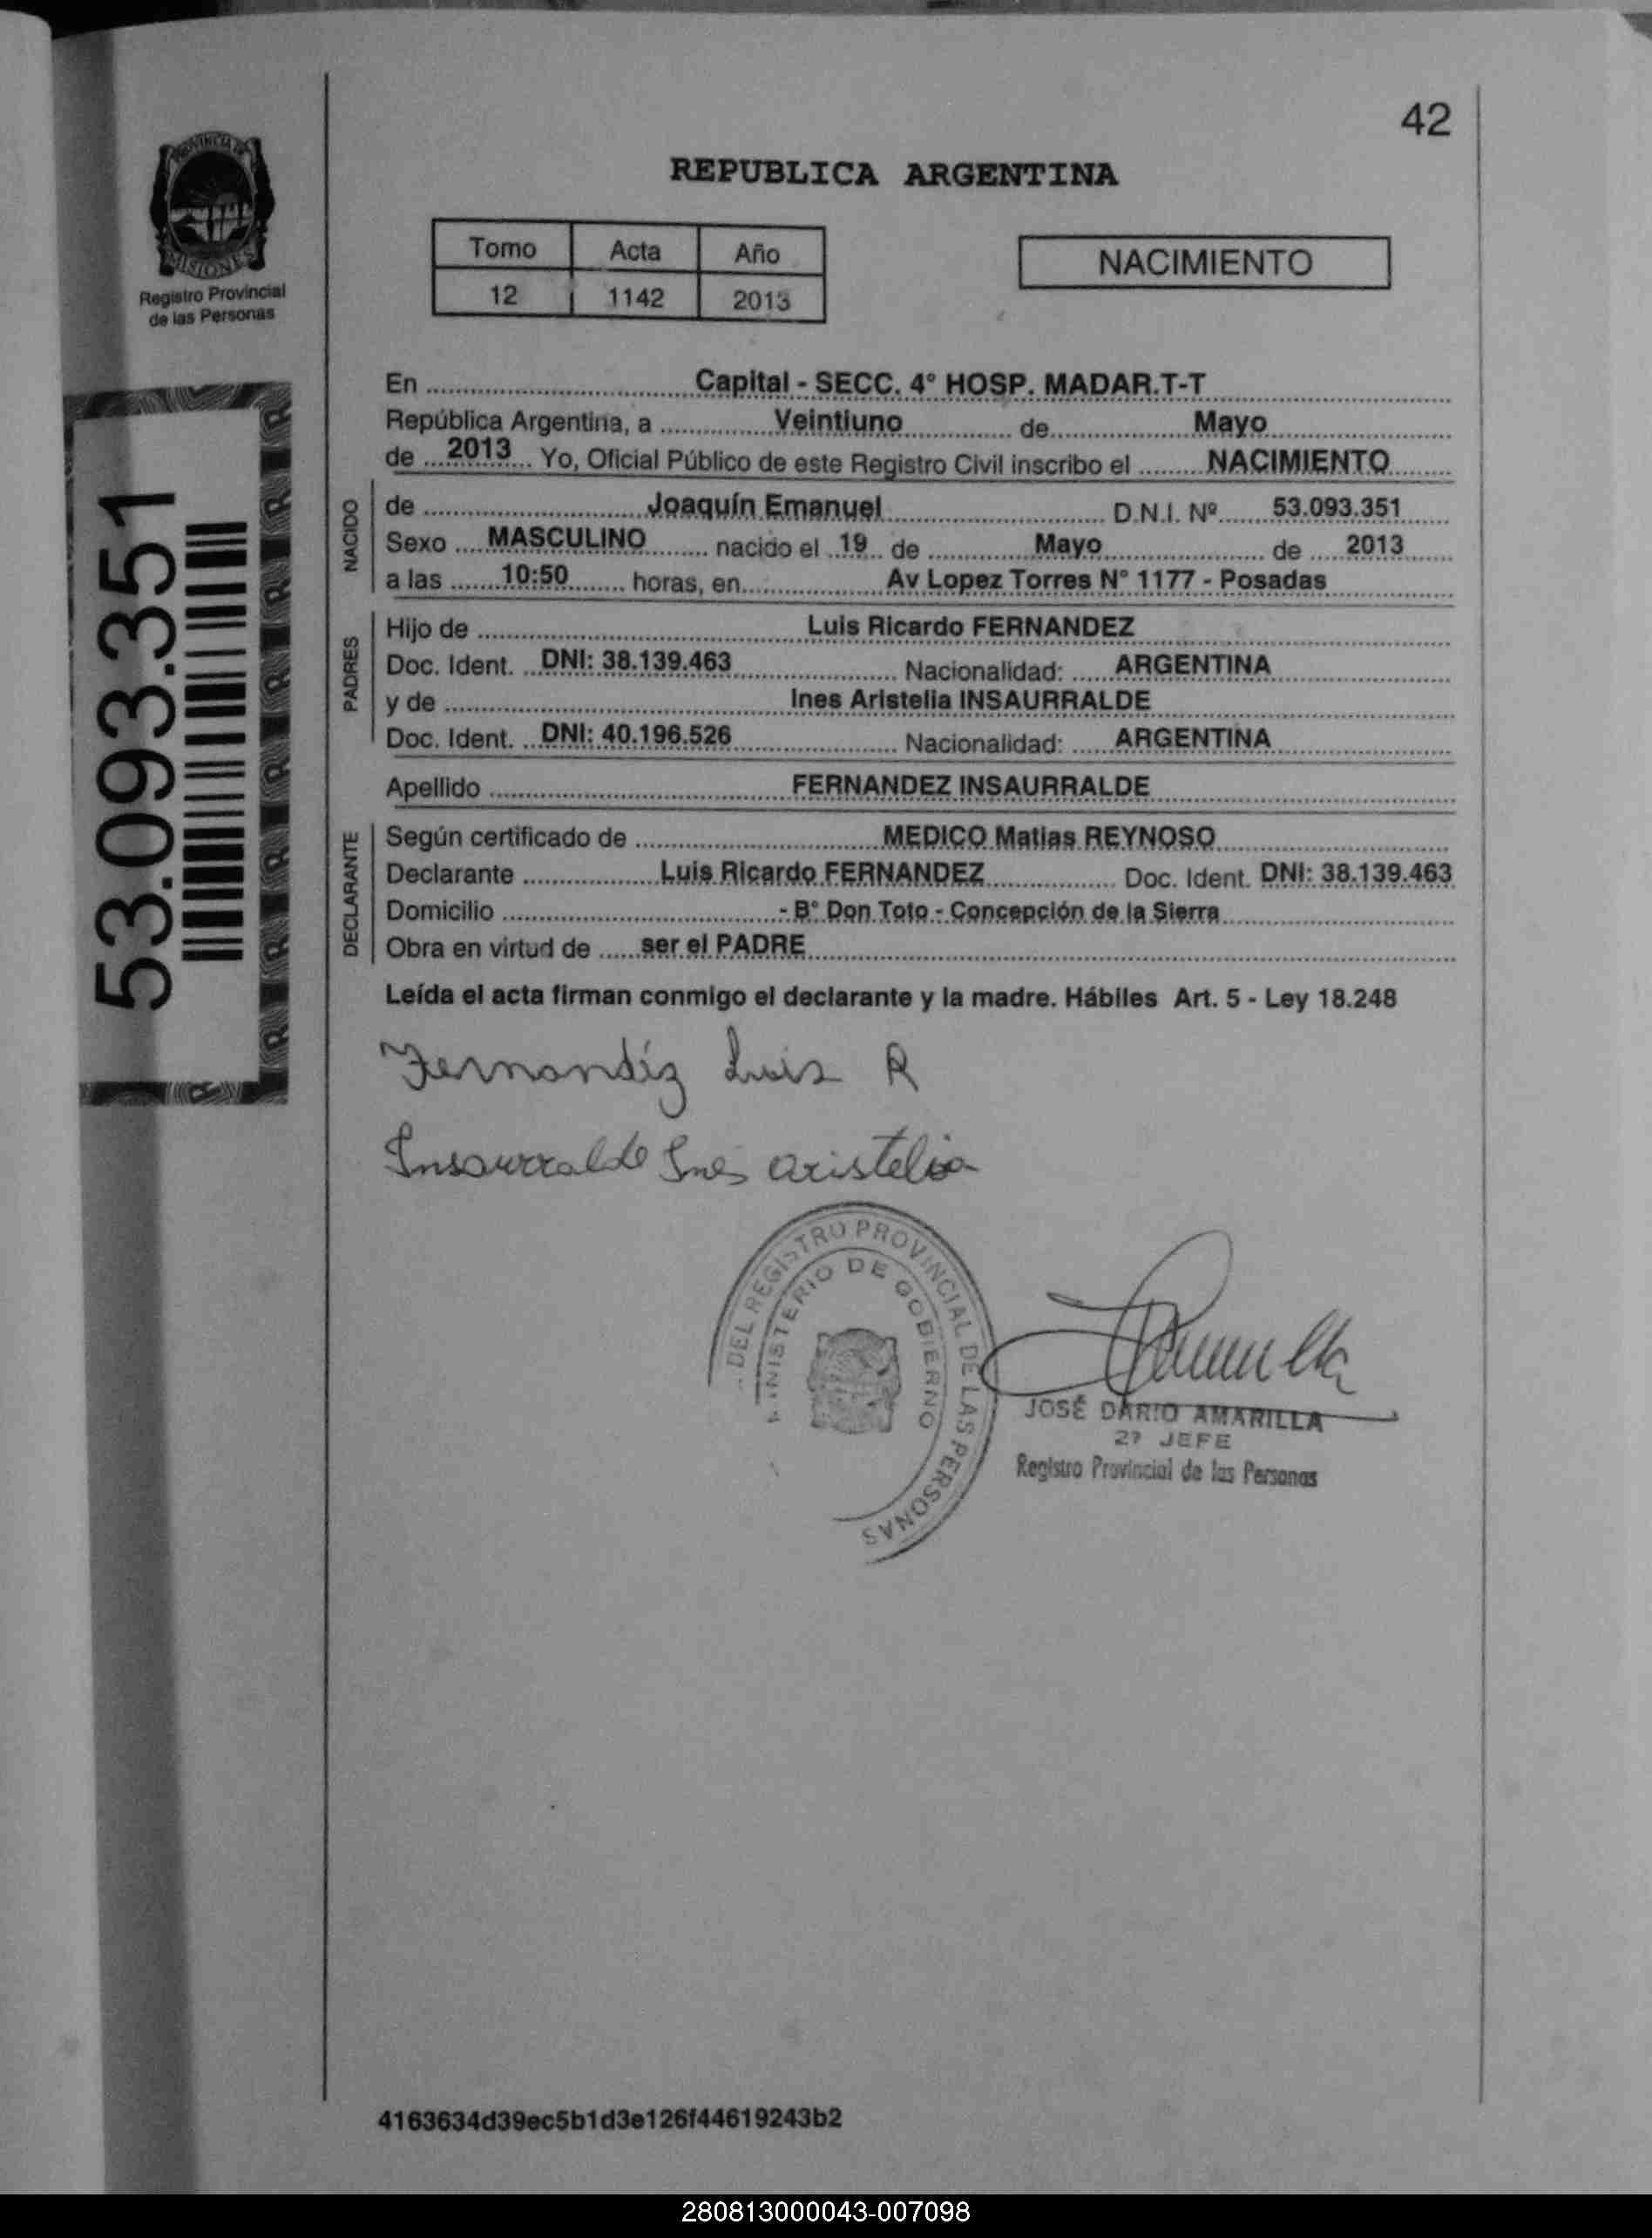 42
PROVINCIA DE
MISIONES
Registro Provincial
de las Personas
REPUBLICA ARGENTINA
Tomo Acta Año
12 1142 2013
NACIMIENTO
53.093.351
En Capital - SECC. 4° HOSP. MADAR.T-T
República Argentina, a Veintiuno de Mayo
de 2013 Yo, Oficial Público de este Registro Civil inscribo el NACIMIENTO
NACIDO
de Joaquín Emanuel D.N.I. Nº 53.093.351
Sexo MASCULINO nacido el 19 de Mayo de 2013
a las 10:50 horas, en Av Lopez Torres N° 1177 - Posadas
PADRES
Hijo de Luis Ricardo FERNANDEZ
Doc. Ident. DNI: 38.139.463 Nacionalidad: ARGENTINA
y de Ines Aristelia INSAURRALDE
Doc. Ident. DNI: 40.196.526 Nacionalidad: ARGENTINA
Apellido FERNANDEZ INSAURRALDE
DECLARANTE
Según certificado de MEDICO Matias REYNOSO
Declarante Luis Ricardo FERNANDEZ Doc. Ident. DNI: 38.139.463
Domicilio - B° Don Toto - Concepción de la Sierra
Obra en virtud de ser el PADRE
Leída el acta firman conmigo el declarante y la madre. Hábiles Art. 5 - Ley 18.248
Fernandíz Luis R
Insaurralde Ines aristelia
DEL REGISTRO PROVINCIAL DE LAS PERSONAS
MINISTERIO DE GOBIERNO
JOSÉ DARIO AMARILLA
2º JEFE
Registro Provincial de las Personas
4163634d39ec5b1d3e126f44619243b2
280813000043-007098